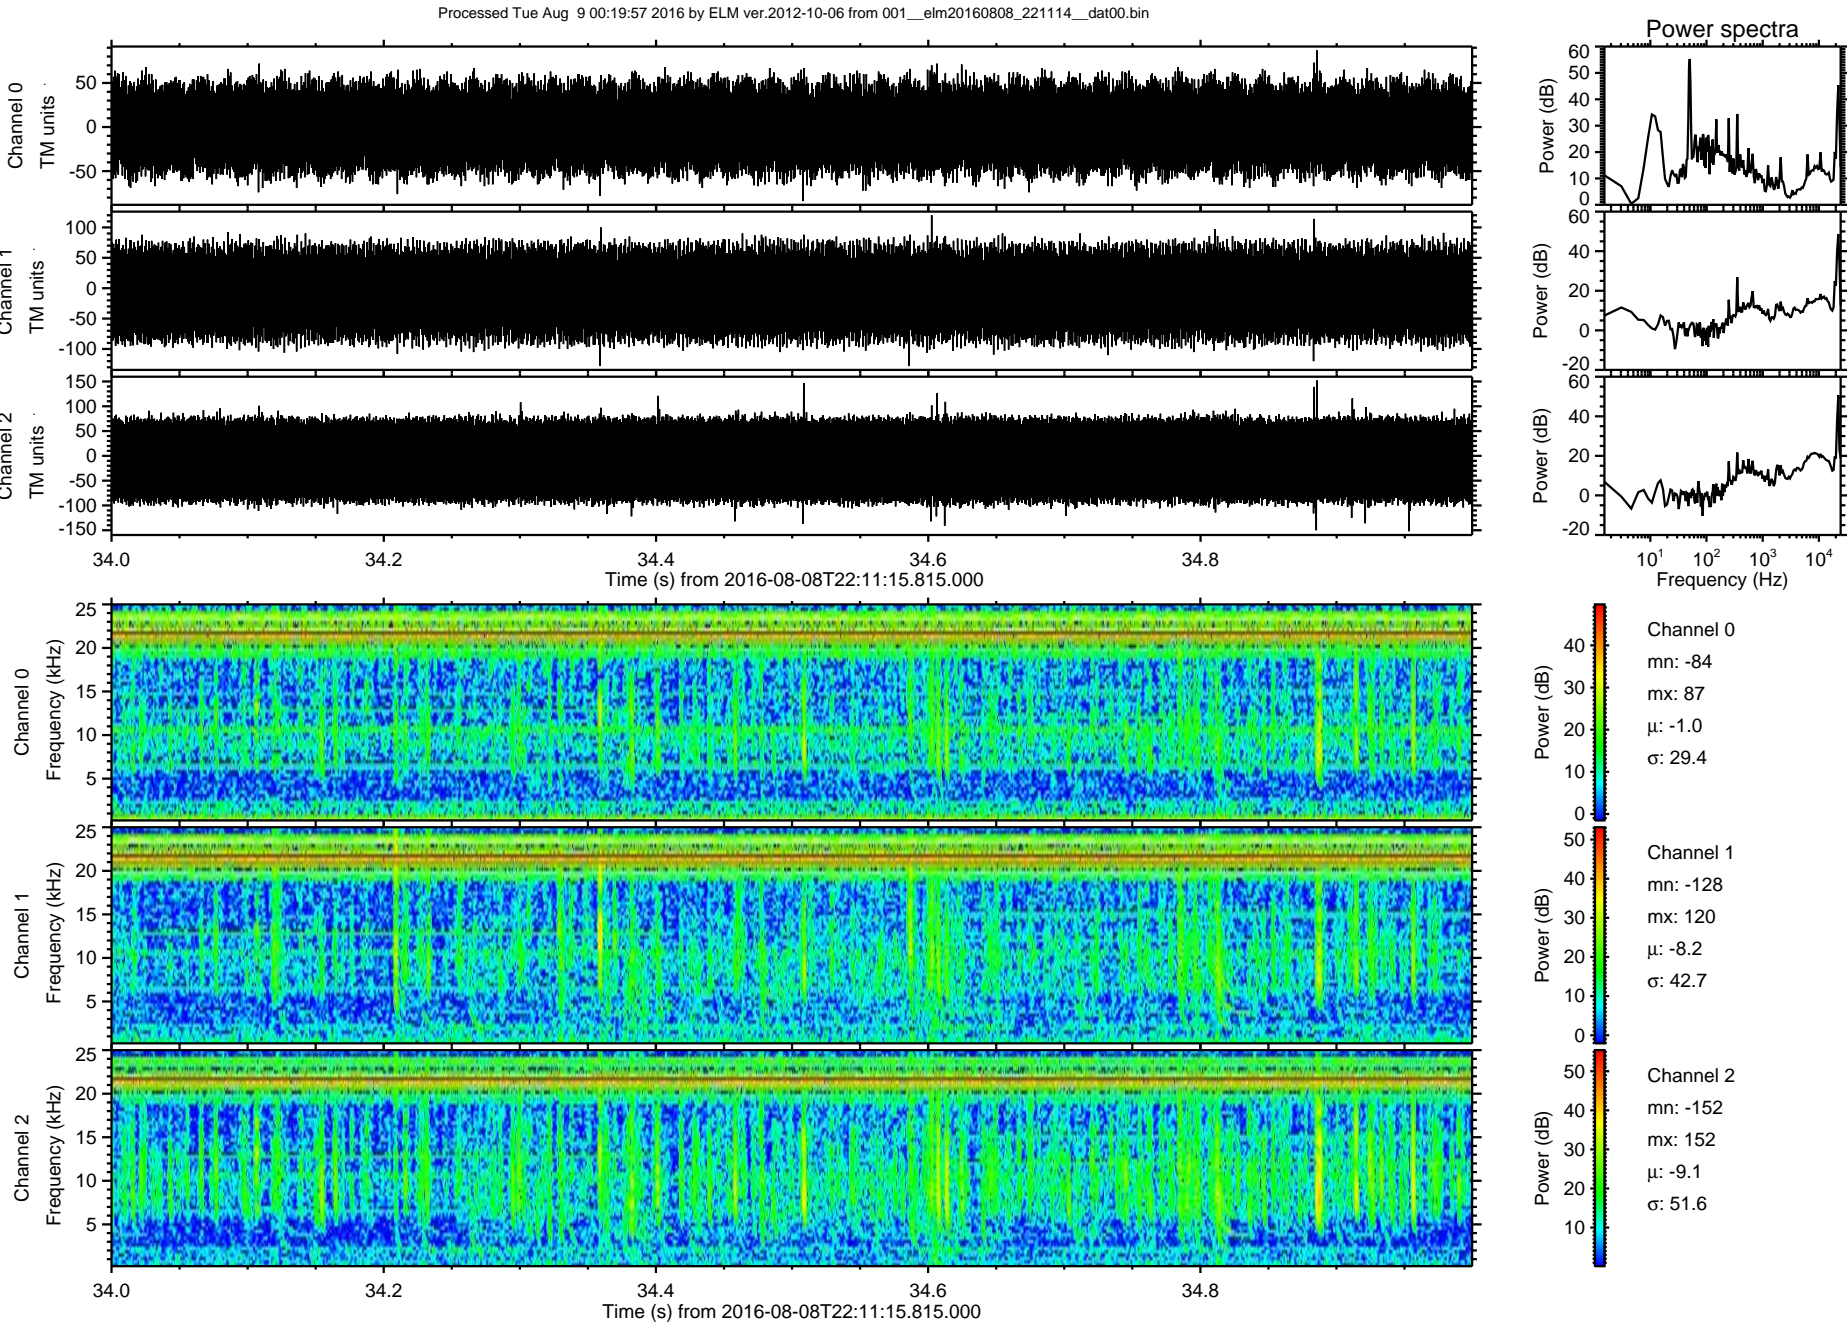 Processed Tue Aug  9 00:19:57 2016 by ELM ver.2012-10-06 from 001__elm20160808_221114__dat00.bin
Power spectra
Channel 0
TM units
50
0
-50
Power (dB)
60
50
40
30
20
10
0
Channel 1
TM units
100
50
0
-50
-100
Power (dB)
60
40
20
0
-20
Channel 2
TM units
150
100
50
0
-50
-100
-150
Power (dB)
60
40
20
0
-20
34.0 34.2 34.4 34.6 34.8
Time (s) from 2016-08-08T22:11:15.815.000
10^1 10^2 10^3 10^4
Frequency (Hz)
Channel 0
Frequency (kHz)
25
20
15
10
5
Power (dB)
40
30
20
10
0
Channel 0
mn: -84
mx: 87
μ: -1.0
σ: 29.4
Channel 1
Frequency (kHz)
25
20
15
10
5
Power (dB)
50
40
30
20
10
0
Channel 1
mn: -128
mx: 120
μ: -8.2
σ: 42.7
Channel 2
Frequency (kHz)
25
20
15
10
5
Power (dB)
50
40
30
20
10
Channel 2
mn: -152
mx: 152
μ: -9.1
σ: 51.6
34.0 34.2 34.4 34.6 34.8
Time (s) from 2016-08-08T22:11:15.815.000